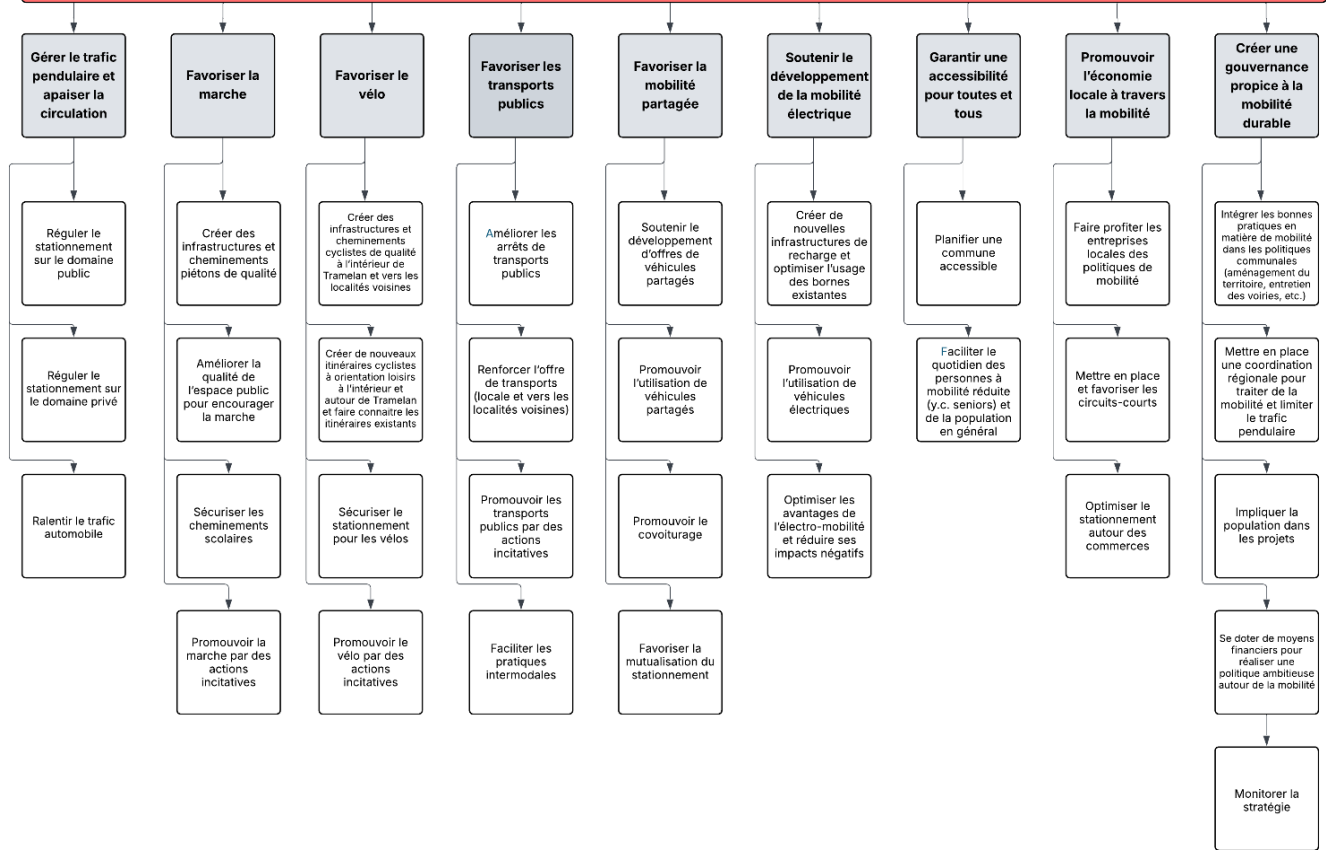 Gérer le trafic
pendulaire et
apaiser la
circulation
Favoriser la
marche
Favoriser le
vélo
Favoriser les
transports
publics
Favoriser la
mobilité
partagée
Soutenir le
développement
de la mobilité
électrique
Garantir une
accessibilité
pour toutes et
tous
Promouvoir
l'économie
locale à travers
la mobilité
Créer une
gouvernance
propice à la
mobilité
durable
Réguler le
stationnement
sur le domaine
public
Créer des
infrastructures et
cheminements
piétons de qualité
Créer des
infrastructures et
cheminements
cyclistes de qualité
à l'intérieur de
Tramelan et vers les
localités voisines
Améliorer les
arrêts de
transports
publics
Soutenir le
développement
d'offres de
véhicules
partagés
Créer de
nouvelles
infrastructures de
recharge et
optimiser l'usage
des bornes
existantes
Planifier une
commune
accessible
Faire profiter les
entreprises
locales des
politiques de
mobilité
Intégrer les bonnes
pratiques en
matière de mobilité
dans les politiques
communales
(aménagement du
territoire, entretien
des voiries, etc.)
Réguler le
stationnement sur
le domaine privé
Améliorer la
qualité de
l'espace public
pour encourager
la marche
Créer de nouveaux
itinéraires cyclistes
à orientation loisirs
à l'intérieur et
autour de Tramelan
et faire connaitre les
itinéraires existants
Renforcer l'offre
de transports
(locale et vers les
localités voisines)
Promouvoir
l'utilisation de
véhicules
partagés
Promouvoir
l'utilisation de
véhicules
électriques
Faciliter le
quotidien des
personnes à
mobilité réduite
(y.c. seniors) et
de la population
en général
Mettre en place
et favoriser les
circuits-courts
Mettre en place
une coordination
régionale pour
traiter de la
mobilité et limiter
le trafic
pendulaire
Ralentir le trafic
automobile
Sécuriser les
cheminements
scolaires
Sécuriser le
stationnement
pour les vélos
Promouvoir les
transports
publics par des
actions
incitatives
Promouvoir le
covoiturage
Optimiser les
avantages de
l'électro-mobilité
et réduire ses
impacts négatifs
Optimiser le
stationnement
autour des
commerces
Impliquer la
population dans
les projets
Promouvoir la
marche par des
actions
incitatives
Promouvoir le
vélo par des
actions
incitatives
Faciliter les
pratiques
intermodales
Favoriser la
mutualisation du
stationnement
Se doter de moyens
financiers pour
réaliser une
politique ambitieuse
autour de la mobilité
Monitorer la
stratégie